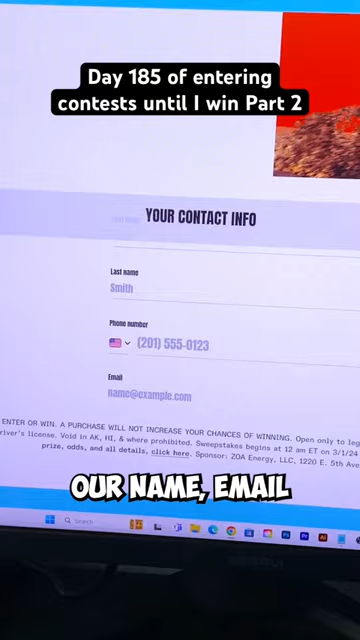 Day 185 of entering
contests until I win Part 2
YOUR CONTACT INFO
Last name
Smith
Phone number
(201) 555-0123
Email
name@example.com
ENTER OR WIN. A PURCHASE WILL NOT INCREASE YOUR CHANCES OF WINNING. Open only to leg
river's license. Void in AK, HI, & where prohibited. Sweepstakes begins at 12 am ET on 3/1/24
prize, odds, and all details, click here. Sponsor: ZOA Energy, LLC, 1220 E. 5th Ave
OUR NAME, EMAIL
Search